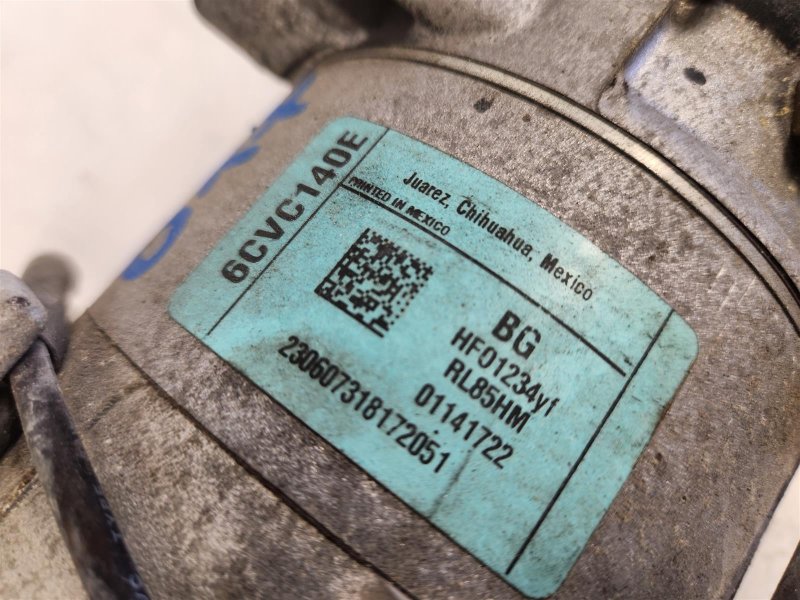 6CVC140E
Juarez, Chihuahua, Mexico
PRINTED IN MEXICO
BG
HFO1234yf
RL85HM
01141722
230607318172051